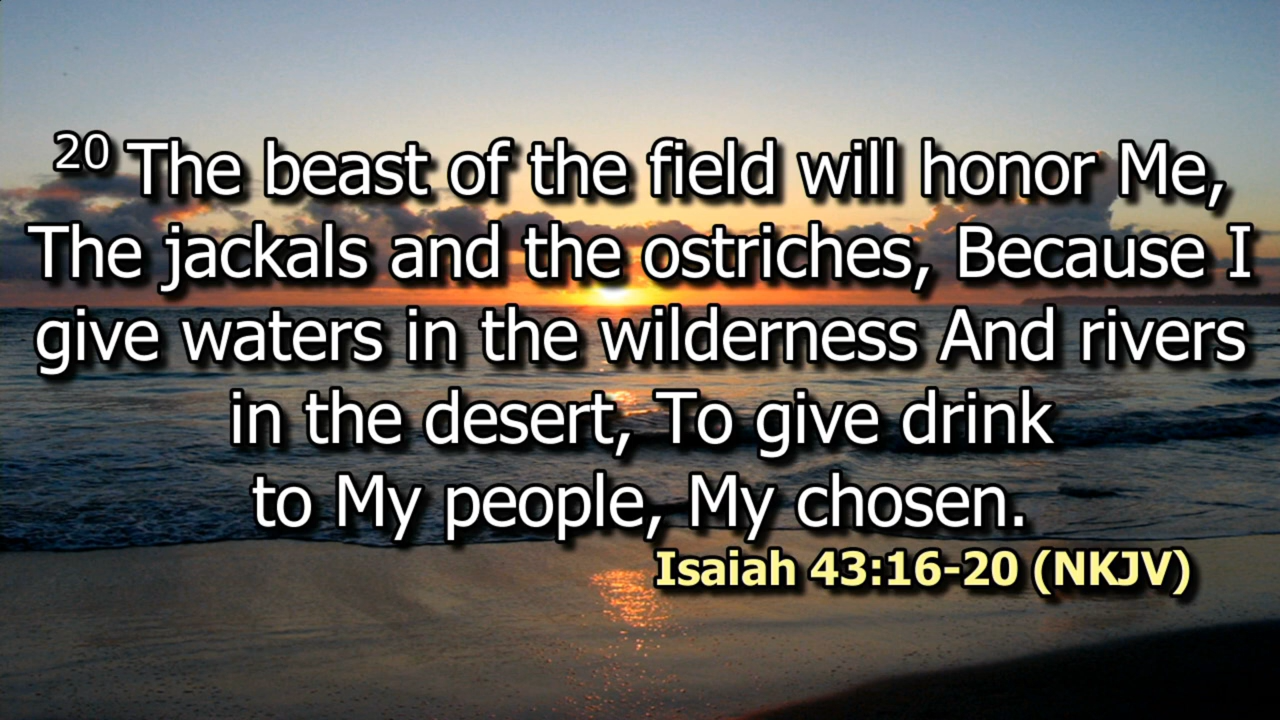 20 The beast of the field will honor Me,
The jackals and the ostriches, Because I
give waters in the wilderness And rivers
in the desert, To give drink
to My people, My chosen.
Isaiah 43:16-20 (NKJV)